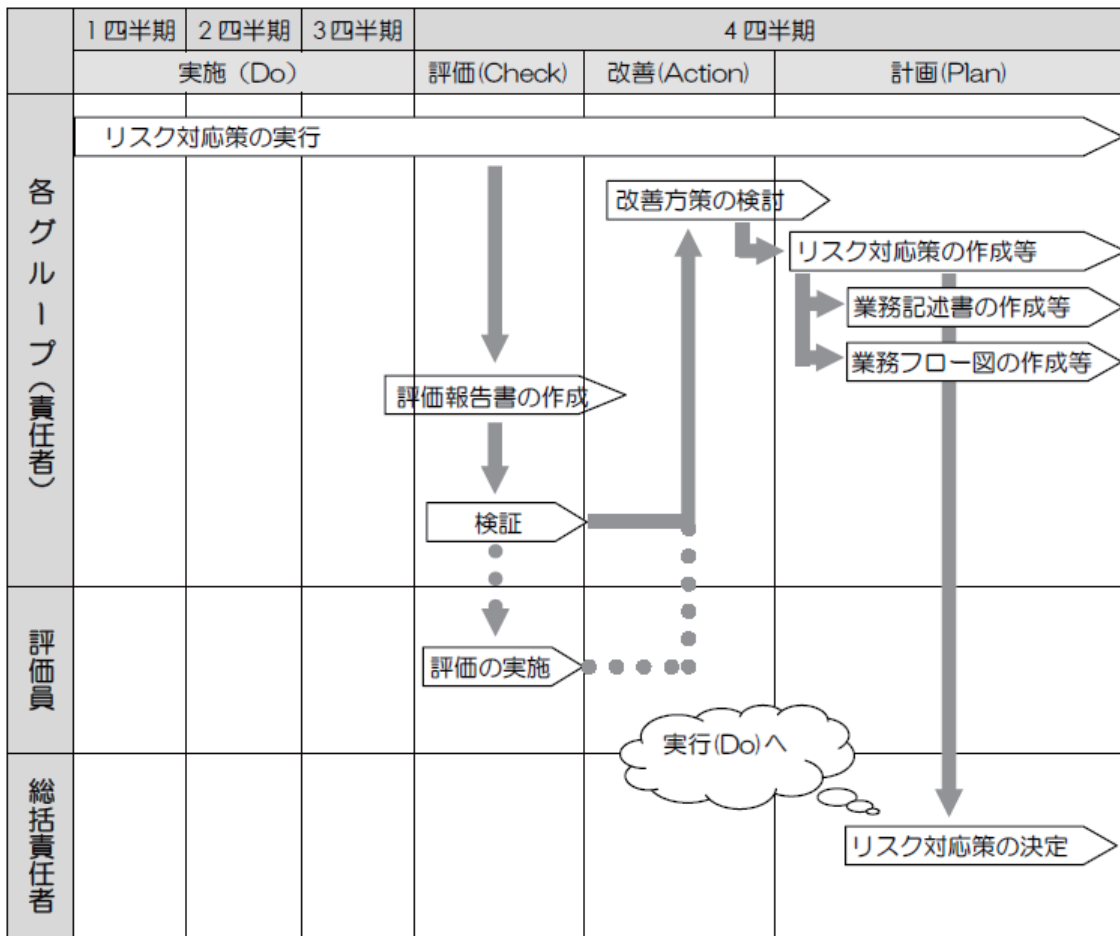 1四半期 2四半期 3四半期 4四半期
実施（Do） 評価(Check) 改善(Action) 計画(Plan)
各グループ（責任者）
リスク対応策の実行
改善方策の検討
リスク対応策の作成等
業務記述書の作成等
業務フロー図の作成等
評価報告書の作成
検証
評価員
評価の実施
実行(Do)へ
総括責任者
リスク対応策の決定